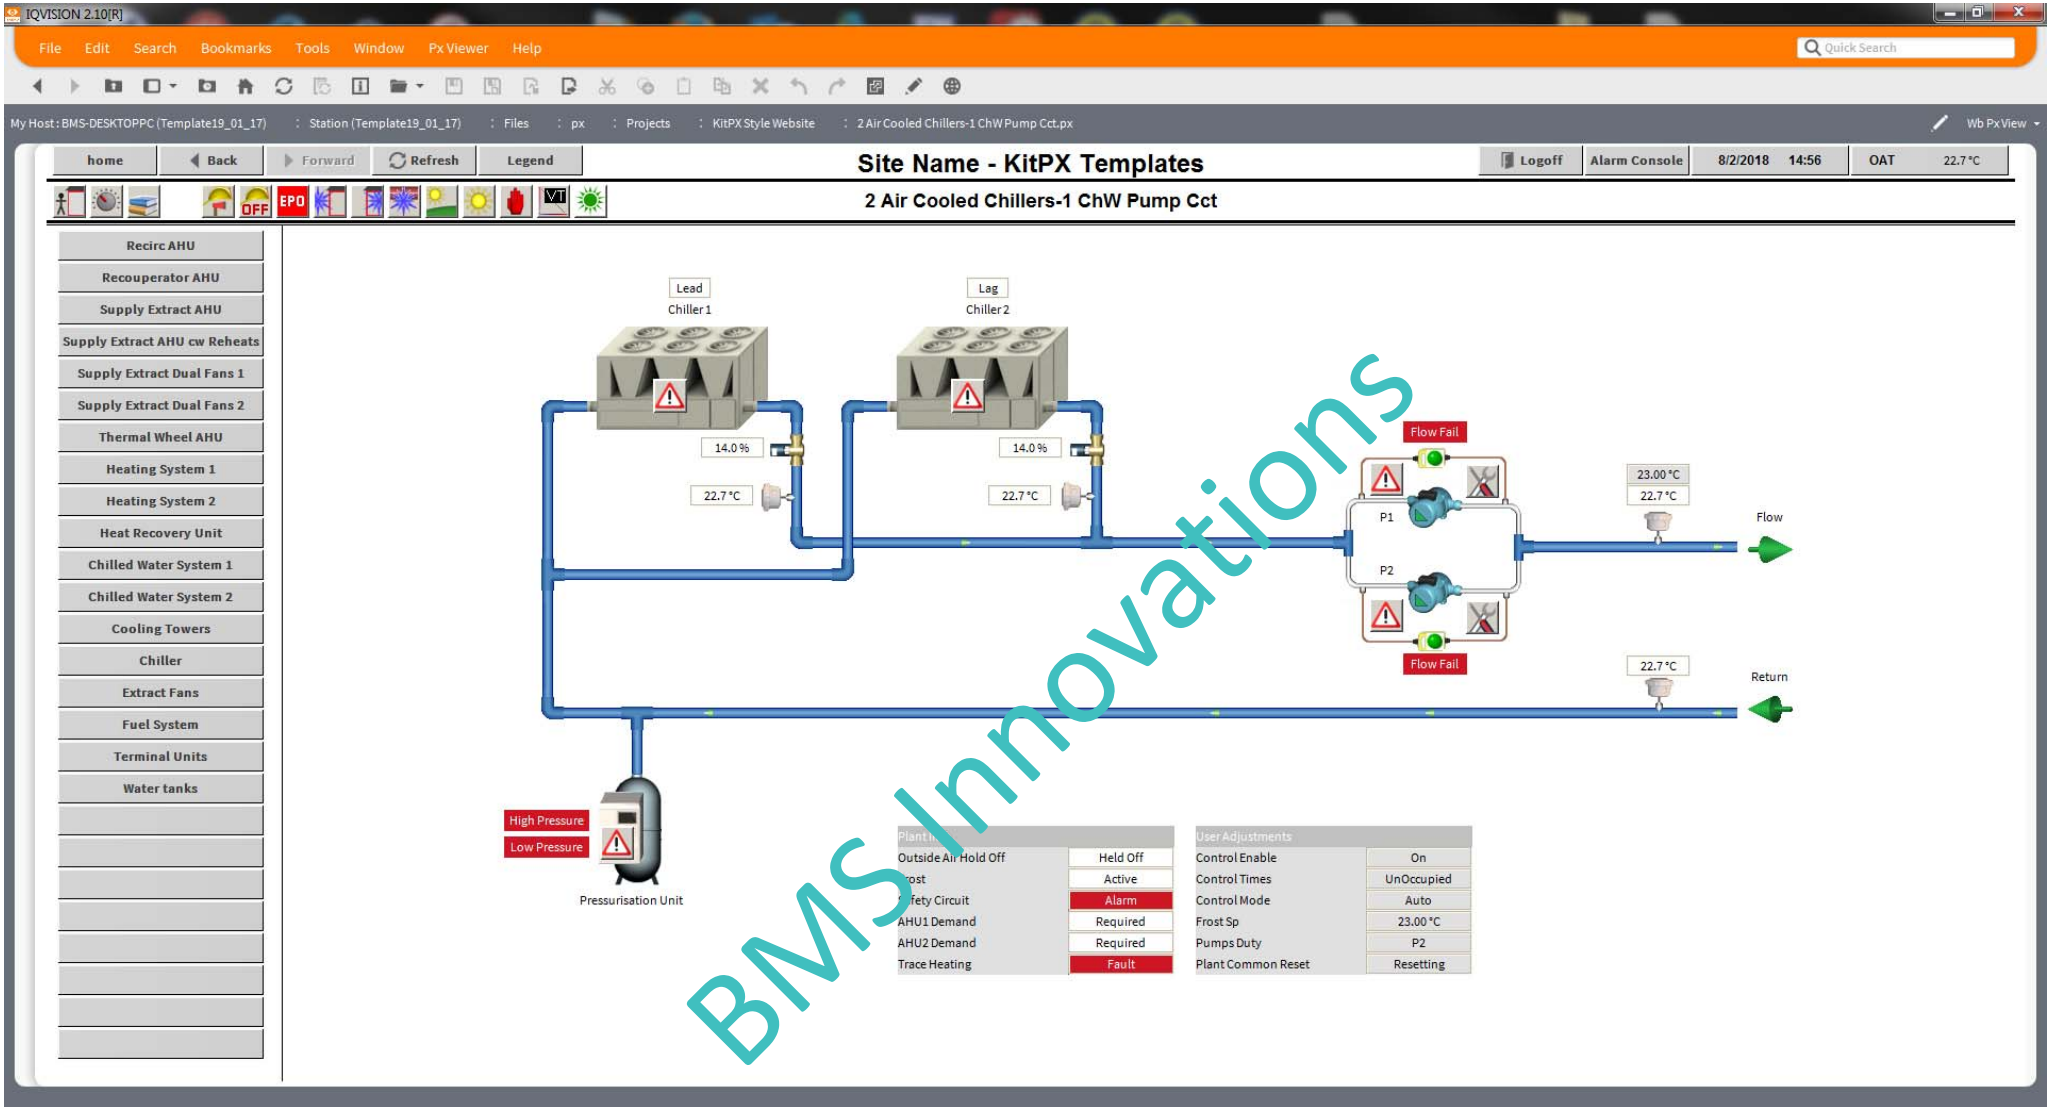 IQVISION 2.10[R]
File Edit Search Bookmarks Tools Window Px Viewer Help
Quick Search
My Host : BMS-DESKTOPPC (Template19_01_17) : Station (Template19_01_17) : Files : px : Projects : KitPX Style Website : 2 Air Cooled Chillers-1 ChW Pump Cct.px
Wb Px View
home Back Forward Refresh Legend
Site Name - KitPX Templates
Logoff Alarm Console 8/2/2018 14:56 OAT 22.7 °C
OFF EPO VT
2 Air Cooled Chillers-1 ChW Pump Cct
Recirc AHU
Recouperator AHU
Supply Extract AHU
Supply Extract AHU cw Reheats
Supply Extract Dual Fans 1
Supply Extract Dual Fans 2
Thermal Wheel AHU
Heating System 1
Heating System 2
Heat Recovery Unit
Chilled Water System 1
Chilled Water System 2
Cooling Towers
Chiller
Extract Fans
Fuel System
Terminal Units
Water tanks
Lead
Chiller 1
Lag
Chiller 2
14.0 %
22.7 °C
14.0 %
22.7 °C
Flow Fail
P1
P2
Flow Fail
23.00 °C
22.7 °C
Flow
22.7 °C
Return
High Pressure
Low Pressure
Pressurisation Unit
Plant
Outside Air Hold Off Held Off
rost Active
fety Circuit Alarm
AHU1 Demand Required
AHU2 Demand Required
Trace Heating Fault
User Adjustments
Control Enable On
Control Times UnOccupied
Control Mode Auto
Frost Sp 23.00 °C
Pumps Duty P2
Plant Common Reset Resetting
BMS Innovations